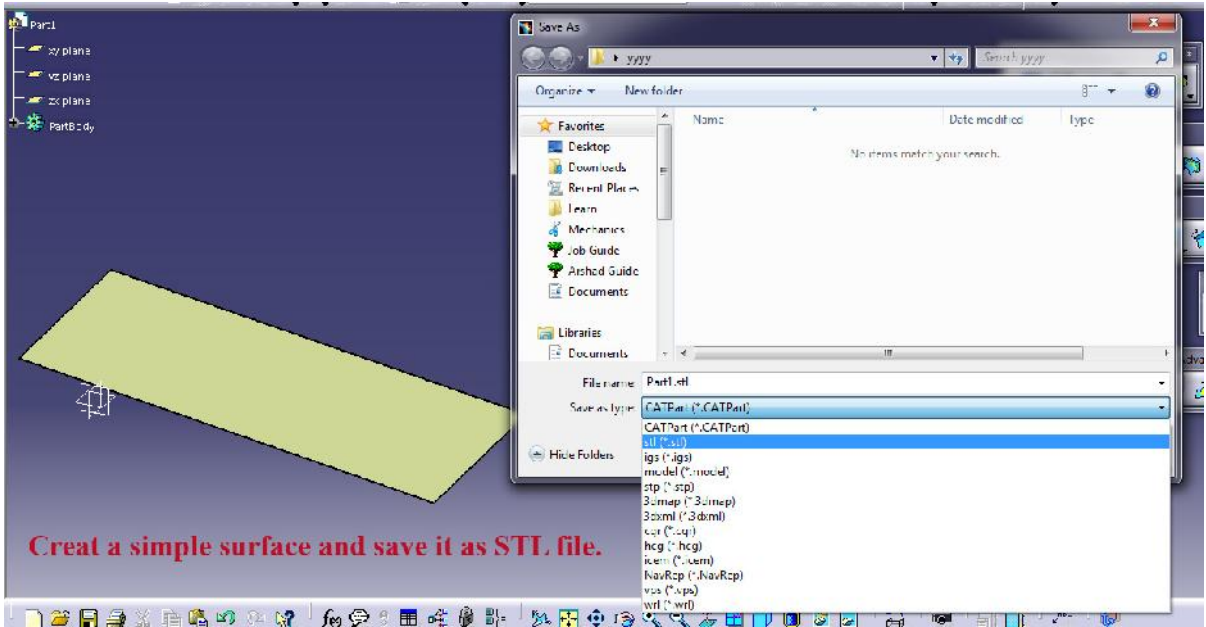 Part1
xy plane
yz plane
zx plane
PartBody
Save As
yyyy
Search yyyy
Organize
New folder
Name
Date modified
Type
No items match your search.
Favorites
Desktop
Downloads
Recent Places
Learn
Mechanics
Job Guide
Arshad Guide
Documents
Libraries
Documents
File name: Part1.stl
Save as type: CATPart (*.CATPart)
CATPart (*.CATPart)
stl (*.stl)
igs (*.igs)
model (*.model)
stp (*.stp)
3dmap (*.3dmap)
3dxml (*.3dxml)
cgr (*.cgr)
hcg (*.hcg)
icem (*.icem)
NavRep (*.NavRep)
vps (*.vps)
wrl (*.wrl)
Hide Folders
Creat a simple surface and save it as STL file.